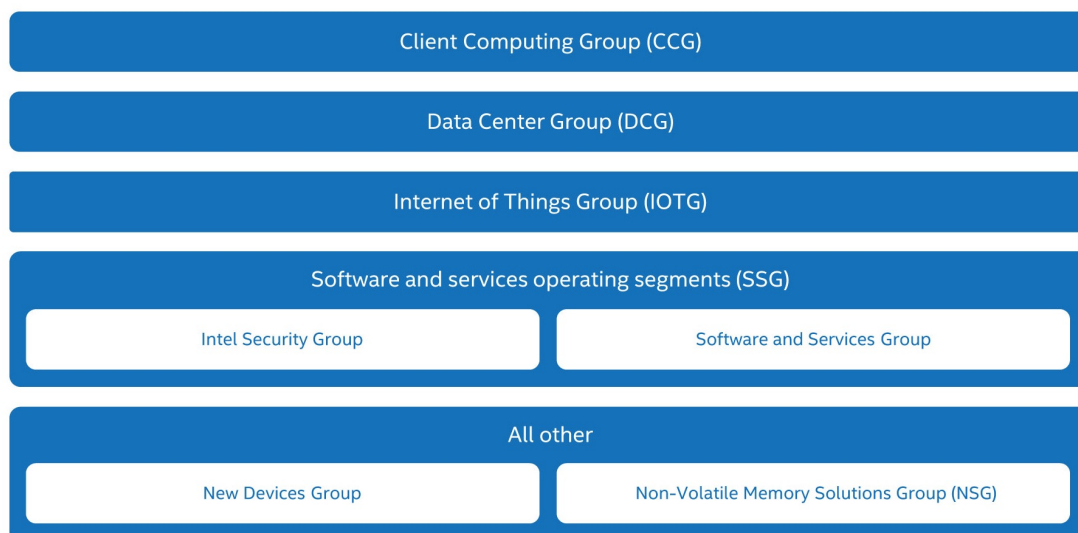 Client Computing Group (CCG)
Data Center Group (DCG)
Internet of Things Group (IOTG)
Software and services operating segments (SSG)
Intel Security Group
Software and Services Group
All other
New Devices Group
Non-Volatile Memory Solutions Group (NSG)